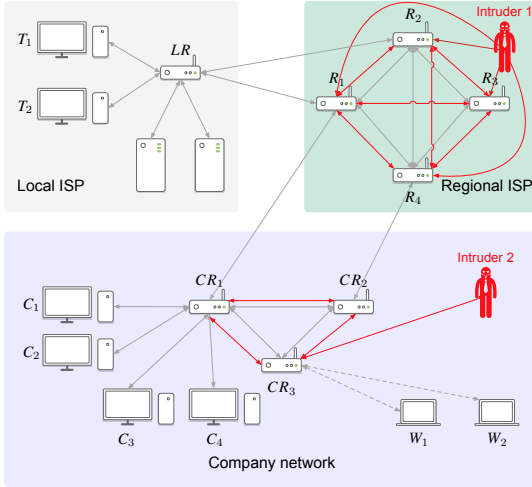 T1
T2
LR
Local ISP
R1
R2
R3
R4
Intruder 1
Regional ISP
CR1
CR2
CR3
Intruder 2
C1
C2
C3
C4
W1
W2
Company network